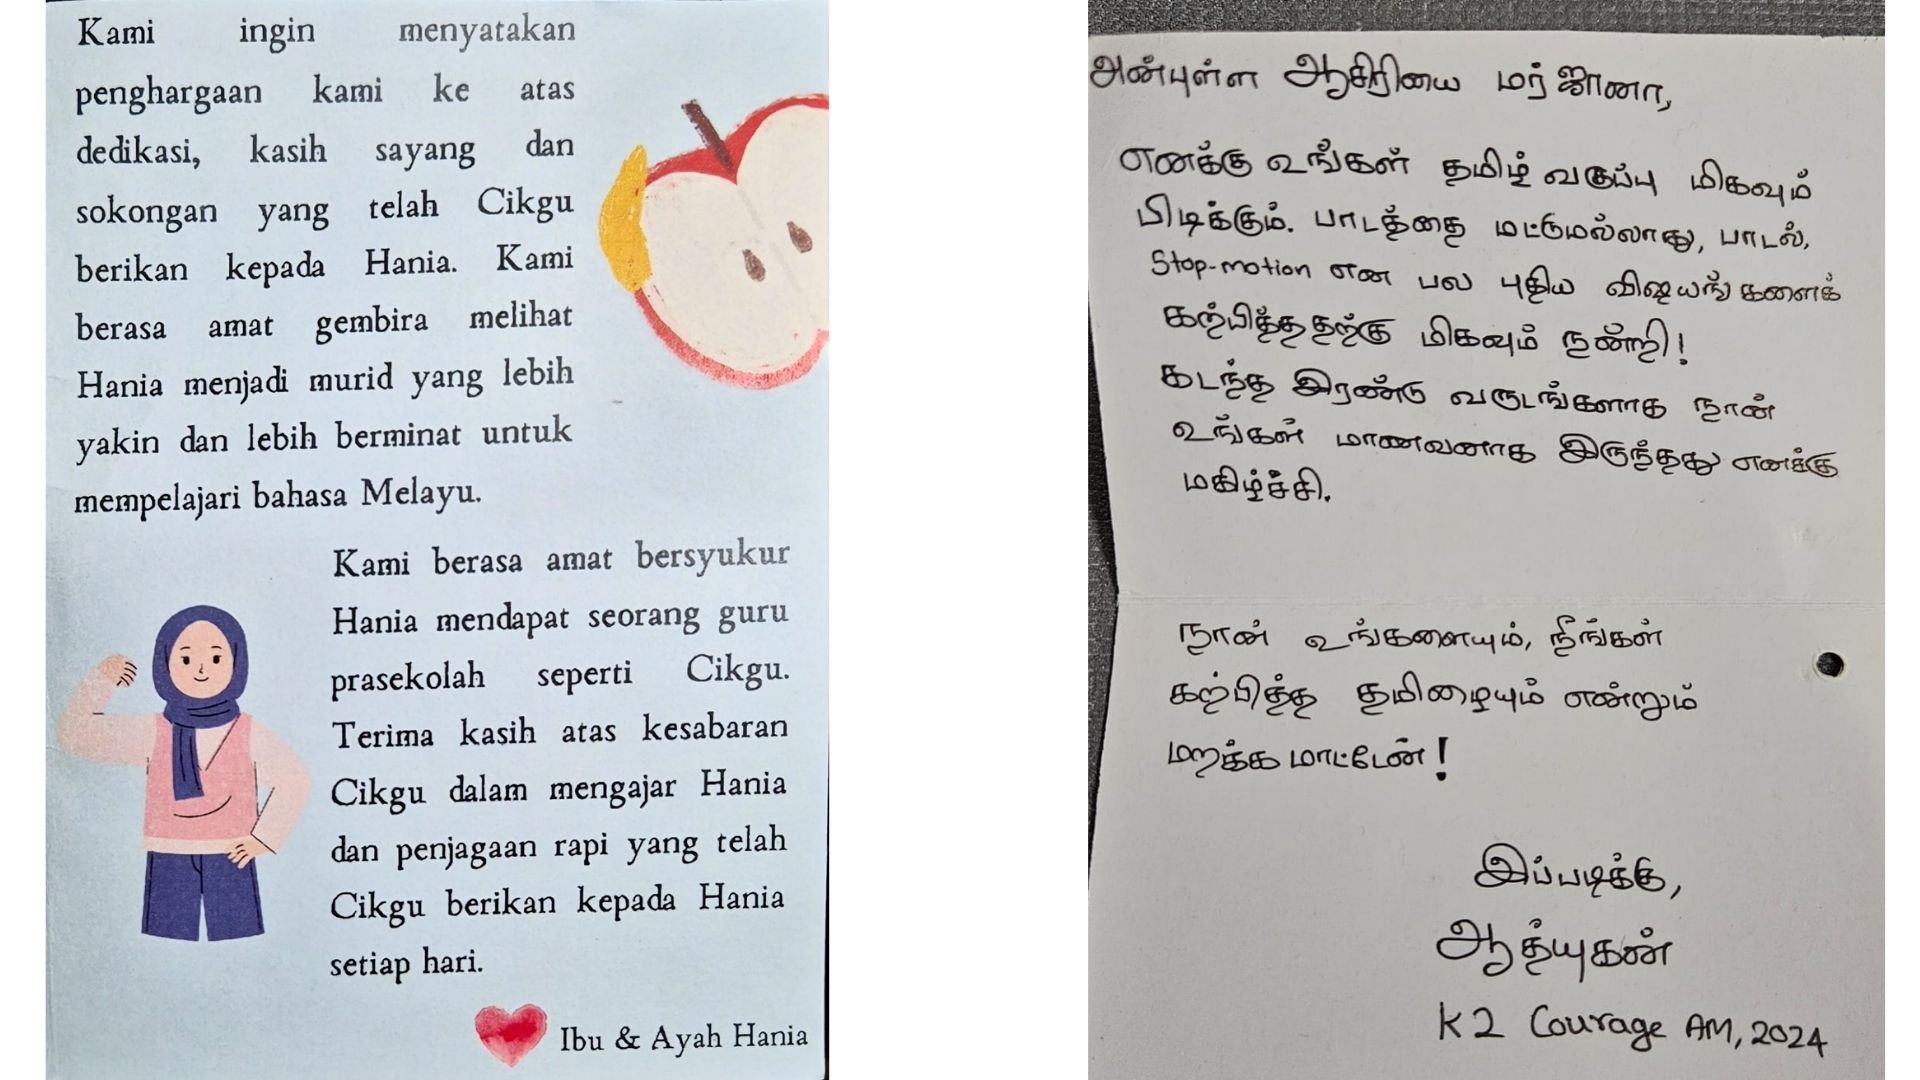 Kami ingin menyatakan
penghargaan kami ke atas
dedikasi, kasih sayang dan
sokongan yang telah Cikgu
berikan kepada Hania. Kami
berasa amat gembira melihat
Hania menjadi murid yang lebih
yakin dan lebih berminat untuk
mempelajari bahasa Melayu.
Kami berasa amat bersyukur
Hania mendapat seorang guru
prasekolah seperti Cikgu.
Terima kasih atas kesabaran
Cikgu dalam mengajar Hania
dan penjagaan rapi yang telah
Cikgu berikan kepada Hania
setiap hari.
Ibu & Ayah Hania
அன்புள்ள ஆசிரியை மர்ஜானா,
எனக்கு உங்கள் தமிழ் வகுப்பு மிகவும்
பிடிக்கும். பாடத்தை மட்டுமல்லாது, பாடல்,
Stop-motion என பல புதிய விஷயங்களைக்
கற்பித்ததற்கு மிகவும் நன்றி!
கடந்த இரண்டு வருடங்களாக நான்
உங்கள் மாணவனாக இருந்தது எனக்கு
மகிழ்ச்சி.
நான் உங்களையும், நீங்கள்
கற்பித்த தமிழையும் என்றும்
மறக்க மாட்டேன்!
இப்படிக்கு,
ஆத்யுகன்
K2 Courage AM, 2024